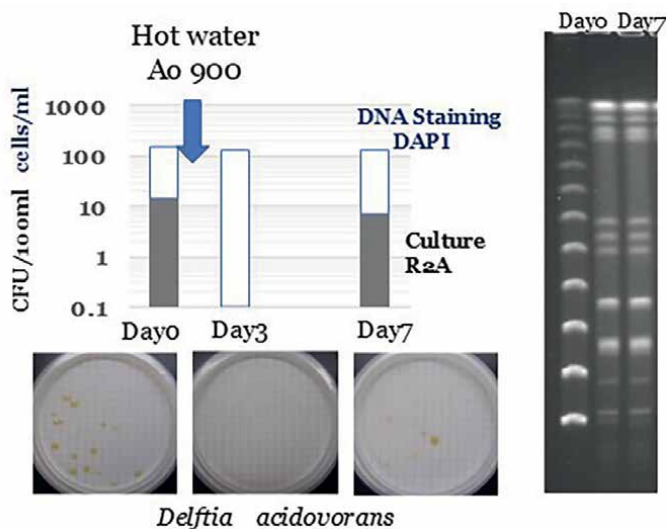 Hot water
Ao 900
CFU/100ml cells/ml
1000
100
10
1
0.1
DNA Staining
DAPI
Culture
R2A
Day0 Day3 Day7
Delftia acidovorans
Day0 Day7